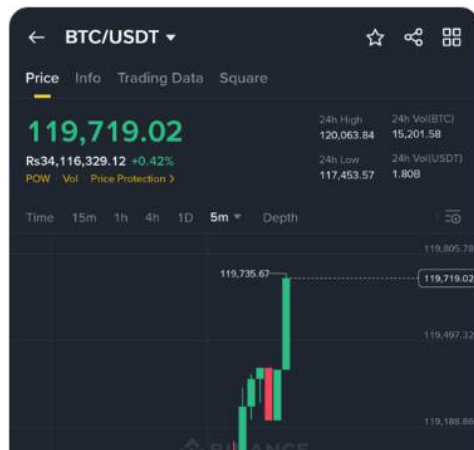 BTC/USDT
Price Info Trading Data Square
119,719.02
Rs34,116,329.12 +0.42%
POW Vol Price Protection
24h High
120,063.84
24h Vol(BTC)
15,201.58
24h Low
117,453.57
24h Vol(USDT)
1.80B
Time 15m 1h 4h 1D 5m Depth
119,805.78
119,735.67
119,719.02
119,497.32
119,188.86
BINANCE